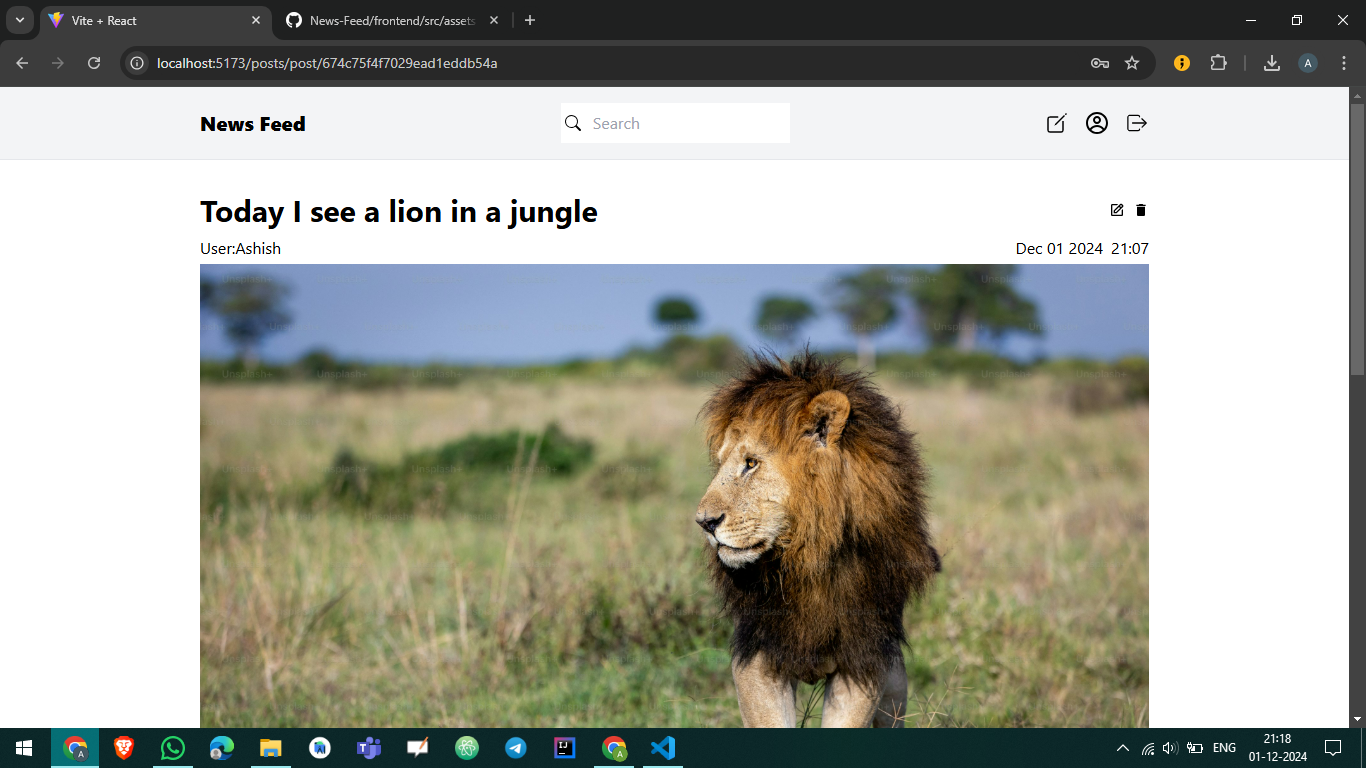 Vite + React
News-Feed/frontend/src/assets
localhost:5173/posts/post/674c75f4f7029ead1eddb54a
A
News Feed
Search
Today I see a lion in a jungle
User:Ashish
Dec 01 2024 21:07
Unsplash+
ENG
21:18
01-12-2024